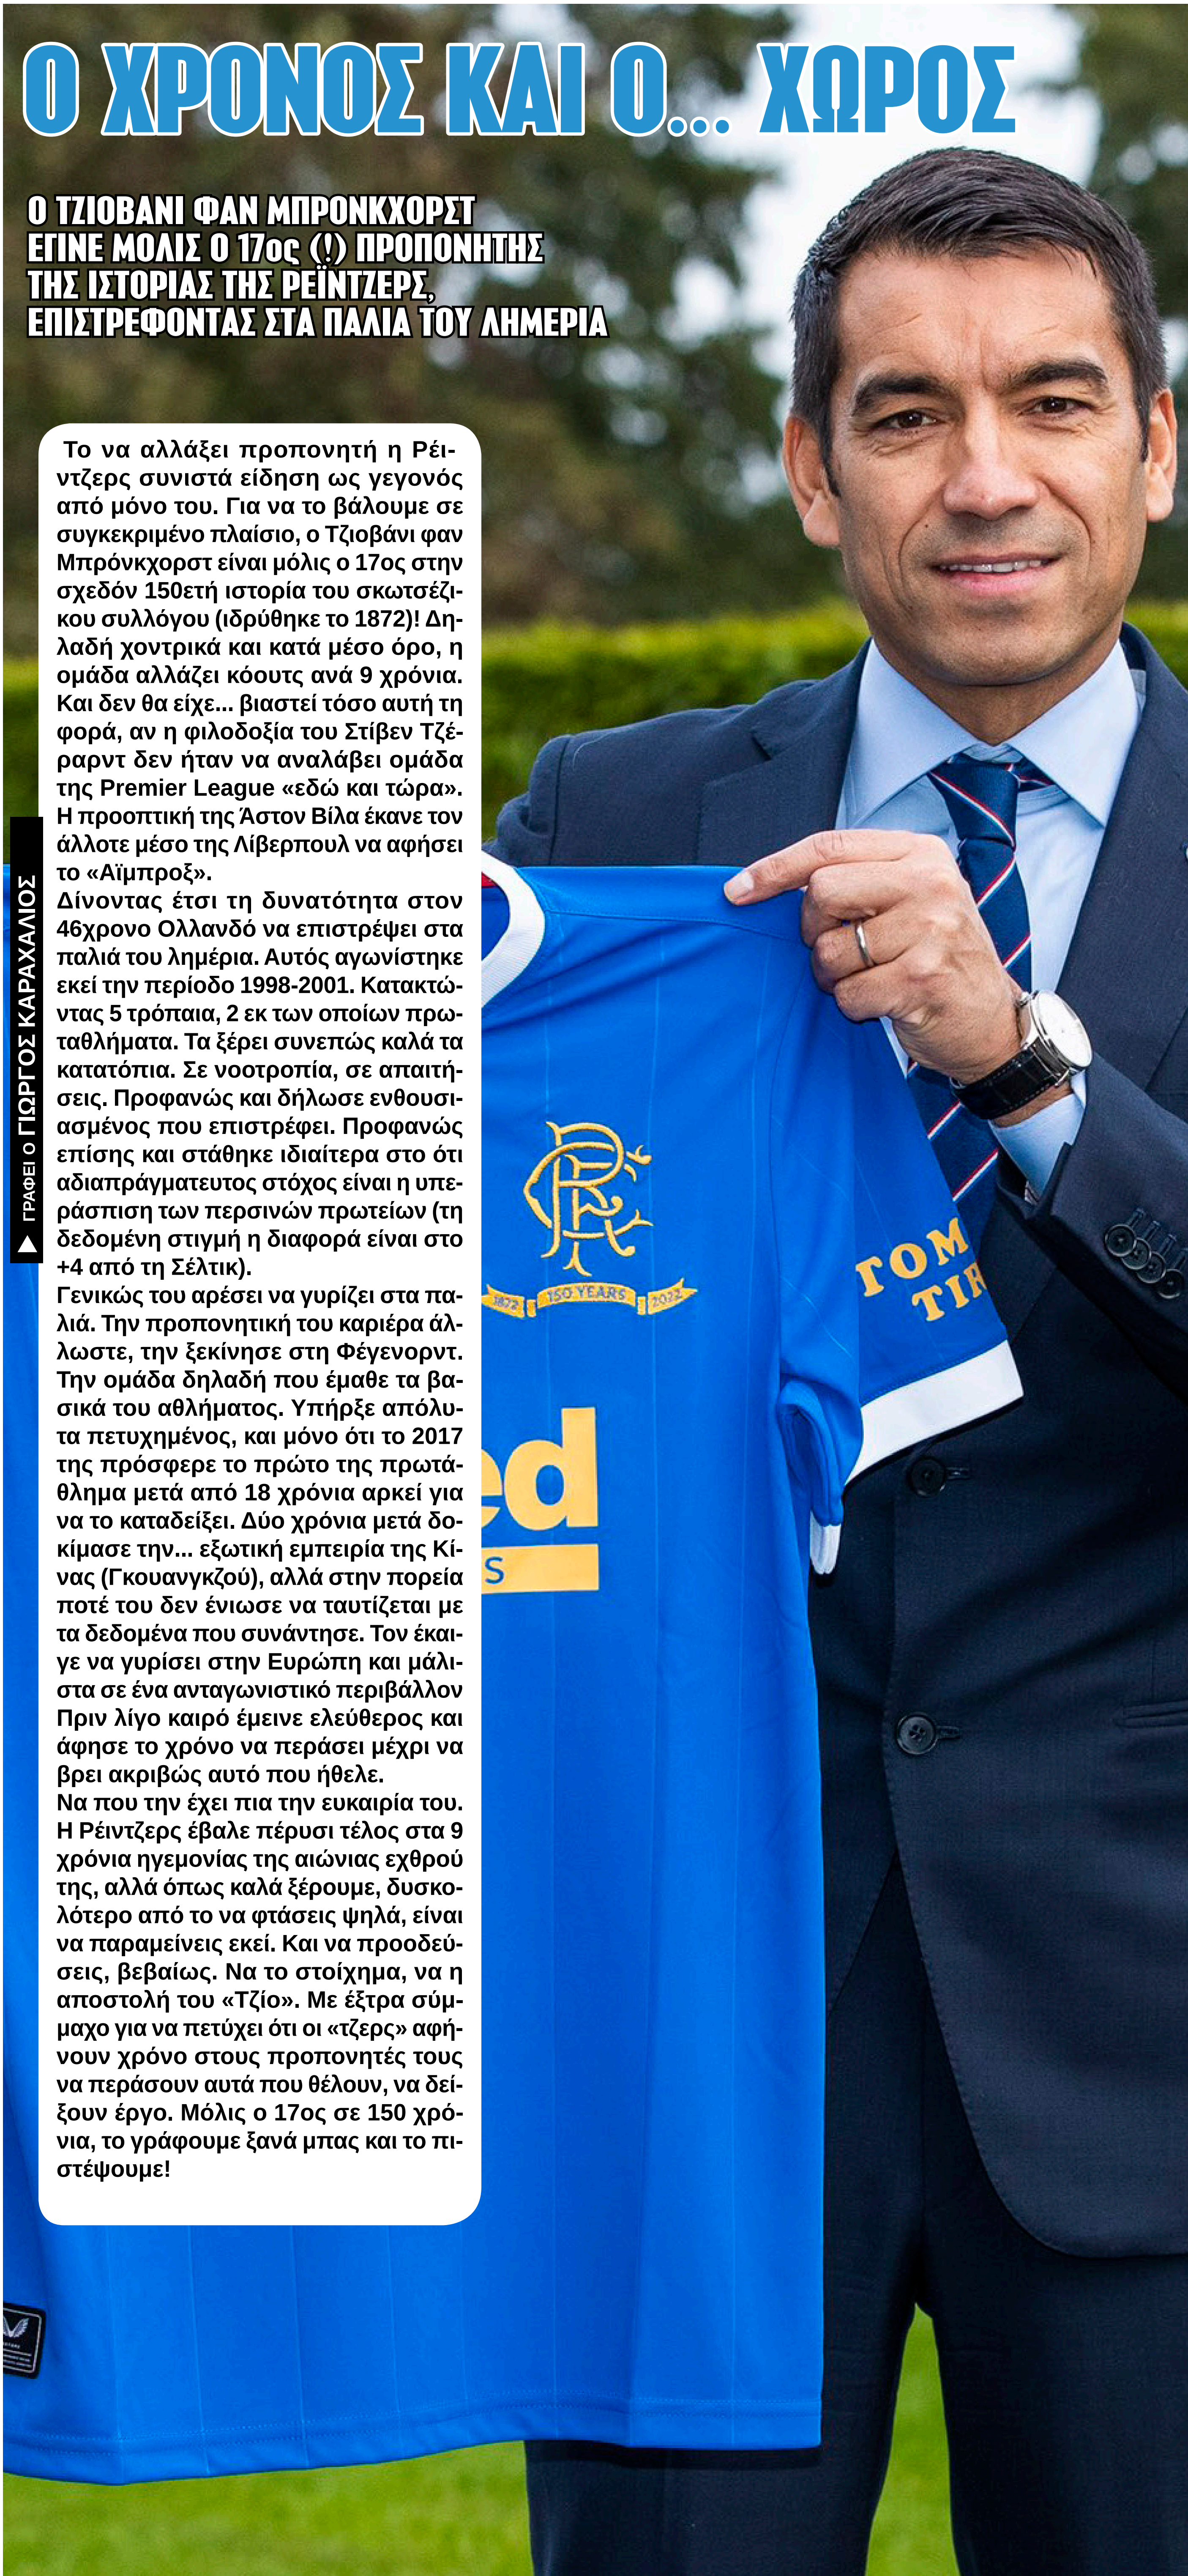 Ο ΧΡΟΝΟΣ ΚΑΙ Ο... ΧΩΡΟΣ
Ο ΤΖΙΟΒΑΝΙ ΦΑΝ ΜΠΡΟΝΚΧΟΡΣΤ
ΕΓΙΝΕ ΜΟΛΙΣ Ο 17ος (!) ΠΡΟΠΟΝΗΤΗΣ
ΤΗΣ ΙΣΤΟΡΙΑΣ ΤΗΣ ΡΕΪΝΤΖΕΡΣ,
ΕΠΙΣΤΡΕΦΟΝΤΑΣ ΣΤΑ ΠΑΛΙΑ ΤΟΥ ΛΗΜΕΡΙΑ
Το να αλλάξει προπονητή η Ρέι-
ντζερς συνιστά είδηση ως γεγονός
από μόνο του. Για να το βάλουμε σε
συγκεκριμένο πλαίσιο, ο Τζιοβάνι φαν
Μπρόνκχορστ είναι μόλις ο 17ος στην
σχεδόν 150ετή ιστορία του σκωτσέζι-
κου συλλόγου (ιδρύθηκε το 1872)! Δη-
λαδή χοντρικά και κατά μέσο όρο, η
ομάδα αλλάζει κόουτς ανά 9 χρόνια.
Και δεν θα είχε... βιαστεί τόσο αυτή τη
φορά, αν η φιλοδοξία του Στίβεν Τζέ-
ραρντ δεν ήταν να αναλάβει ομάδα
της Premier League «εδώ και τώρα».
Η προοπτική της Άστον Βίλα έκανε τον
άλλοτε μέσο της Λίβερπουλ να αφήσει
το «Αϊμπροξ».
Δίνοντας έτσι τη δυνατότητα στον
46χρονο Ολλανδό να επιστρέψει στα
παλιά του λημέρια. Αυτός αγωνίστηκε
εκεί την περίοδο 1998-2001. Κατακτώ-
ντας 5 τρόπαια, 2 εκ των οποίων πρω-
ταθλήματα. Τα ξέρει συνεπώς καλά τα
κατατόπια. Σε νοοτροπία, σε απαιτή-
σεις. Προφανώς και δήλωσε ενθουσι-
ασμένος που επιστρέφει. Προφανώς
επίσης και στάθηκε ιδιαίτερα στο ότι
αδιαπράγματευτος στόχος είναι η υπε-
ράσπιση των περσινών πρωτείων (τη
δεδομένη στιγμή η διαφορά είναι στο
+4 από τη Σέλτικ).
Γενικώς του αρέσει να γυρίζει στα πα-
λιά. Την προπονητική του καριέρα άλ-
λωστε, την ξεκίνησε στη Φέγενορντ.
Την ομάδα δηλαδή που έμαθε τα βα-
σικά του αθλήματος. Υπήρξε απόλυ-
τα πετυχημένος, και μόνο ότι το 2017
της πρόσφερε το πρώτο της πρωτά-
θλημα μετά από 18 χρόνια αρκεί για
να το καταδείξει. Δύο χρόνια μετά δο-
κίμασε την... εξωτική εμπειρία της Κί-
νας (Γκουανγκζού), αλλά στην πορεία
ποτέ του δεν ένιωσε να ταυτίζεται με
τα δεδομένα που συνάντησε. Τον έκαι-
γε να γυρίσει στην Ευρώπη και μάλι-
στα σε ένα ανταγωνιστικό περιβάλλον
Πριν λίγο καιρό έμεινε ελεύθερος και
άφησε το χρόνο να περάσει μέχρι να
βρει ακριβώς αυτό που ήθελε.
Να που την έχει πια την ευκαιρία του.
Η Ρέιντζερς έβαλε πέρυσι τέλος στα 9
χρόνια ηγεμονίας της αιώνιας εχθρού
της, αλλά όπως καλά ξέρουμε, δυσκο-
λότερο από το να φτάσεις ψηλά, είναι
να παραμείνεις εκεί. Και να προοδεύ-
σεις, βεβαίως. Να το στοίχημα, να η
αποστολή του «Τζίο». Με έξτρα σύμ-
μαχο για να πετύχει ότι οι «τζερς» αφή-
νουν χρόνο στους προπονητές τους
να περάσουν αυτά που θέλουν, να δεί-
ξουν έργο. Μόλις ο 17ος σε 150 χρό-
νια, το γράφουμε ξανά μπας και το πι-
στέψουμε!
ΓΡΑΦΕΙ Ο ΓΙΩΡΓΟΣ ΚΑΡΑΧΑΛΙΟΣ
1872 150 YEARS 2022
TOM
TIR
ed
S